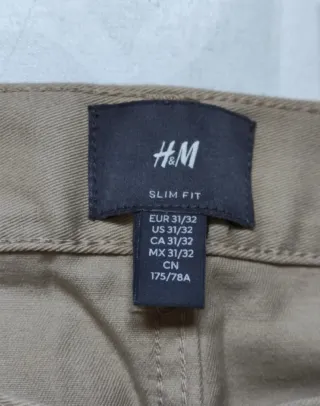 H&M
SLIM FIT
EUR 31/32
US 31/32
CA 31/32
MX 31/32
CN
175/78A